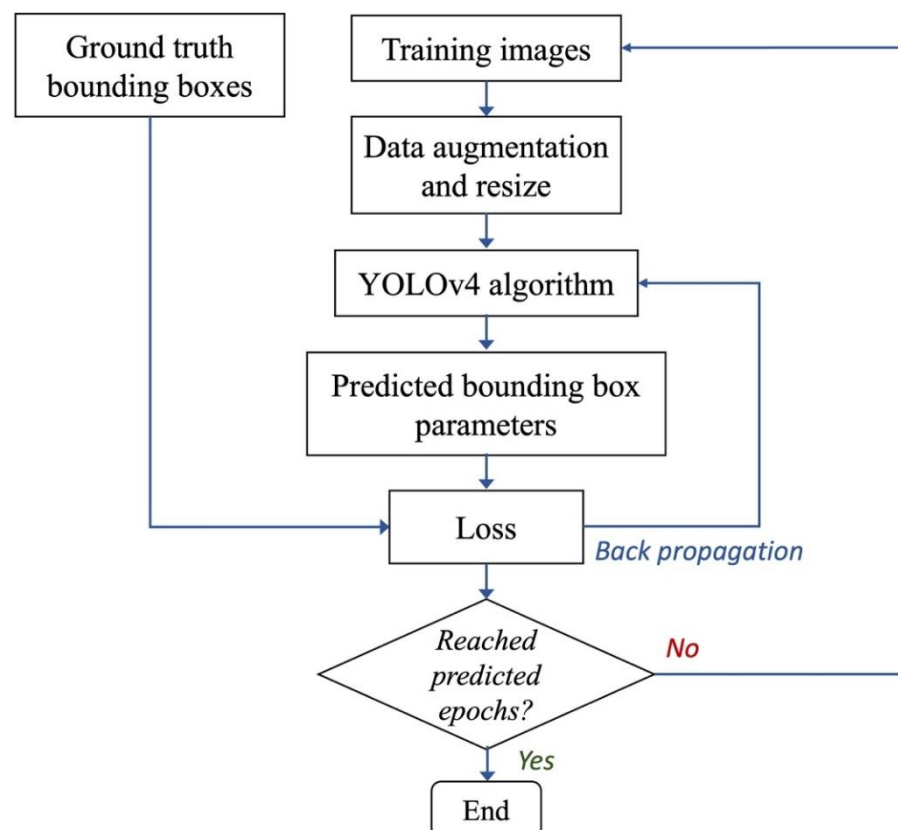 Ground truth
bounding boxes
Training images
Data augmentation
and resize
YOLOv4 algorithm
Predicted bounding box
parameters
Loss
Back propagation
Reached
predicted
epochs?
No
Yes
End